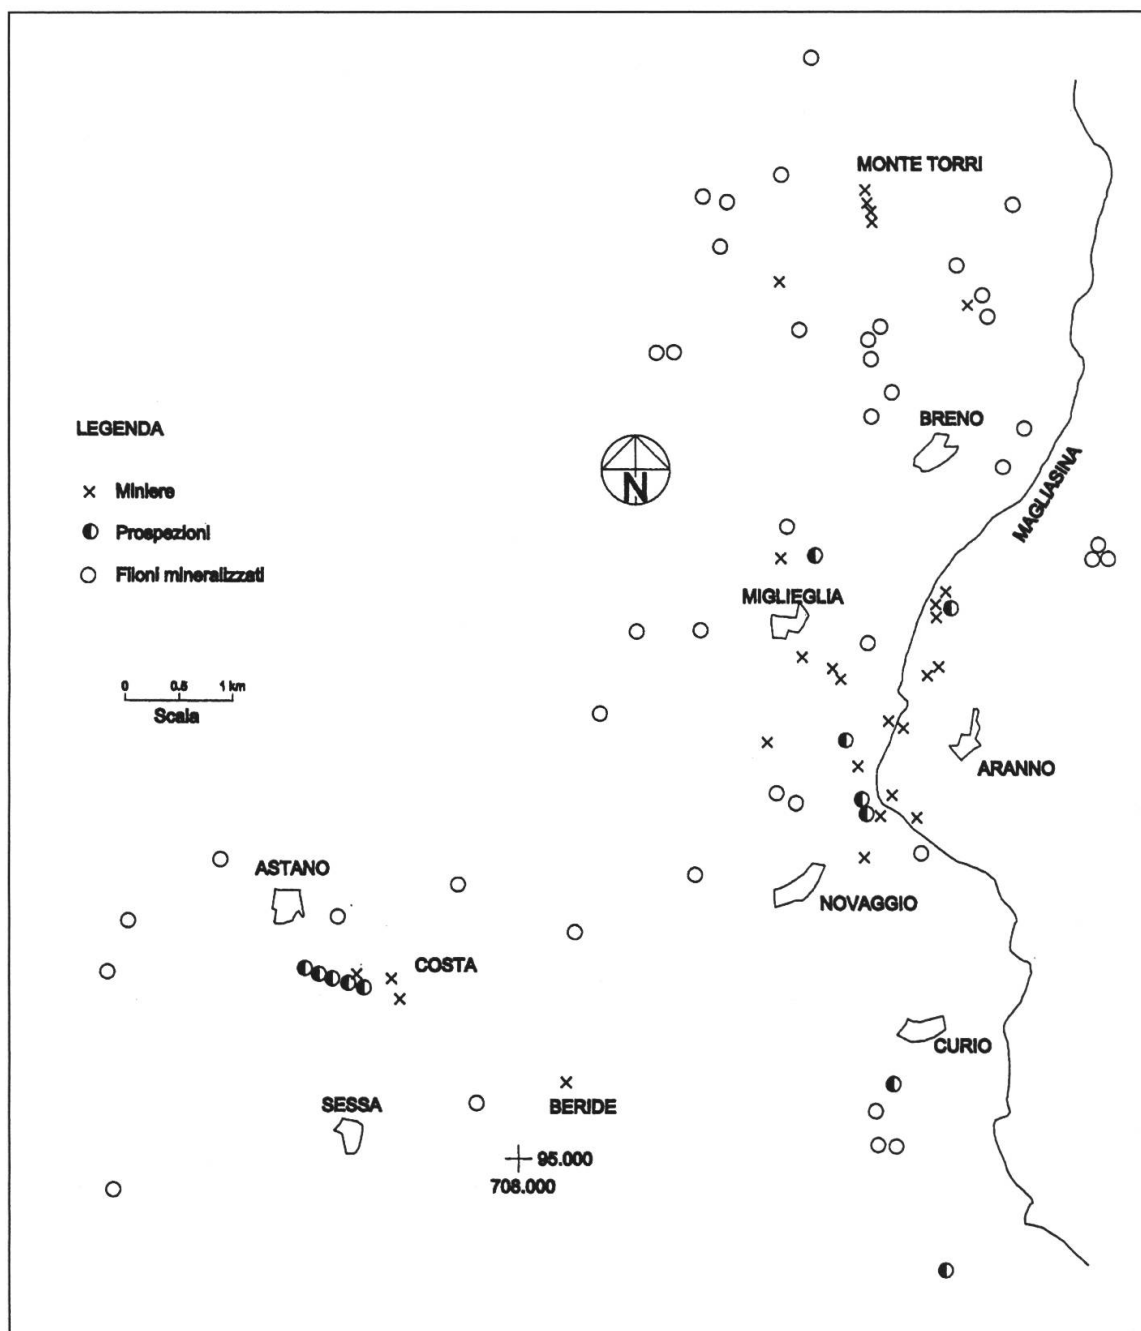 MONTE TORRI
BRENO
LEGENDA
× Miniere
Prospezioni
Filoni mineralizzati
N
MAGLIASINA
MIGLIEGLIA
0 0.5 1 km
Scala
ARANNO
ASTANO
NOVAGGIO
COSTA
CURIO
SESSA
BERIDE
95.000
708.000